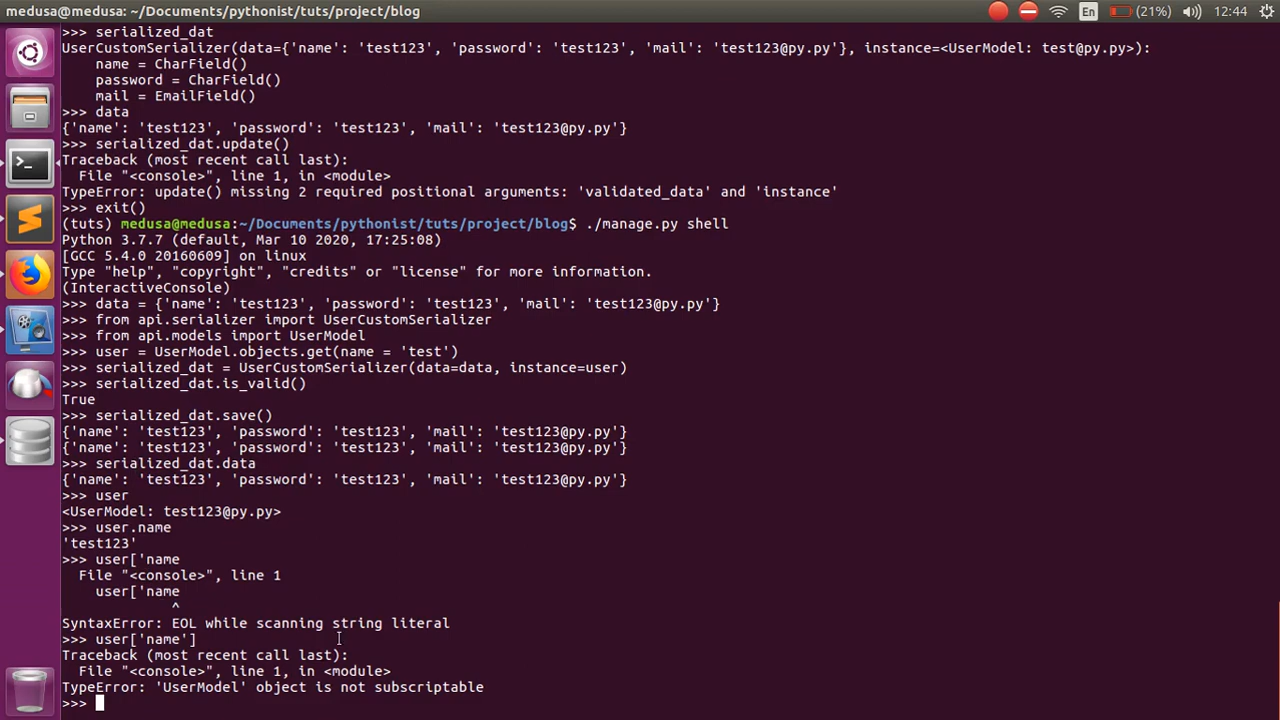 medusa@medusa: ~/Documents/pythonist/tuts/project/blog
En (21%) 12:44
>>> serialized_dat
UserCustomSerializer(data={'name': 'test123', 'password': 'test123', 'mail': 'test123@py.py'}, instance=<UserModel: test@py.py>):
    name = CharField()
    password = CharField()
    mail = EmailField()
>>> data
{'name': 'test123', 'password': 'test123', 'mail': 'test123@py.py'}
>>> serialized_dat.update()
Traceback (most recent call last):
  File "<console>", line 1, in <module>
TypeError: update() missing 2 required positional arguments: 'validated_data' and 'instance'
>>> exit()
(tuts) medusa@medusa:~/Documents/pythonist/tuts/project/blog$ ./manage.py shell
Python 3.7.7 (default, Mar 10 2020, 17:25:08)
[GCC 5.4.0 20160609] on linux
Type "help", "copyright", "credits" or "license" for more information.
(InteractiveConsole)
>>> data = {'name': 'test123', 'password': 'test123', 'mail': 'test123@py.py'}
>>> from api.serializer import UserCustomSerializer
>>> from api.models import UserModel
>>> user = UserModel.objects.get(name = 'test')
>>> serialized_dat = UserCustomSerializer(data=data, instance=user)
>>> serialized_dat.is_valid()
True
>>> serialized_dat.save()
{'name': 'test123', 'password': 'test123', 'mail': 'test123@py.py'}
{'name': 'test123', 'password': 'test123', 'mail': 'test123@py.py'}
>>> serialized_dat.data
{'name': 'test123', 'password': 'test123', 'mail': 'test123@py.py'}
>>> user
<UserModel: test123@py.py>
>>> user.name
'test123'
>>> user['name
  File "<console>", line 1
    user['name
             ^
SyntaxError: EOL while scanning string literal
>>> user['name']
Traceback (most recent call last):
  File "<console>", line 1, in <module>
TypeError: 'UserModel' object is not subscriptable
>>>